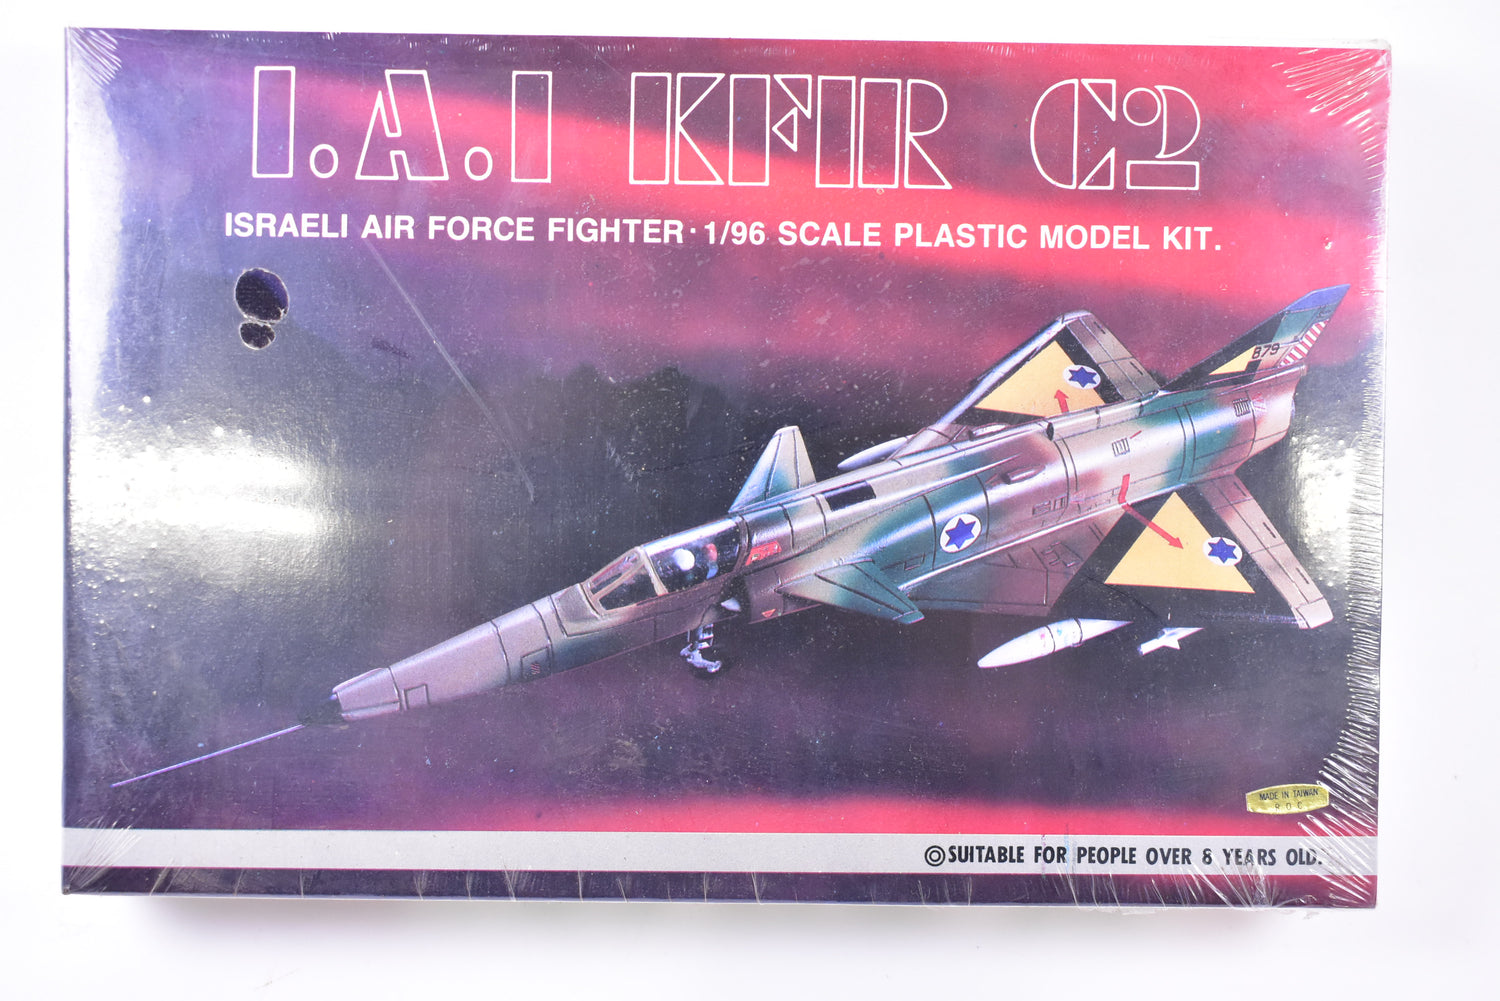 I.A.I KFIR C2
ISRAELI AIR FORCE FIGHTER · 1/96 SCALE PLASTIC MODEL KIT.
879
MADE IN TAIWAN
R.O.C
◎SUITABLE FOR PEOPLE OVER 8 YEARS OLD.